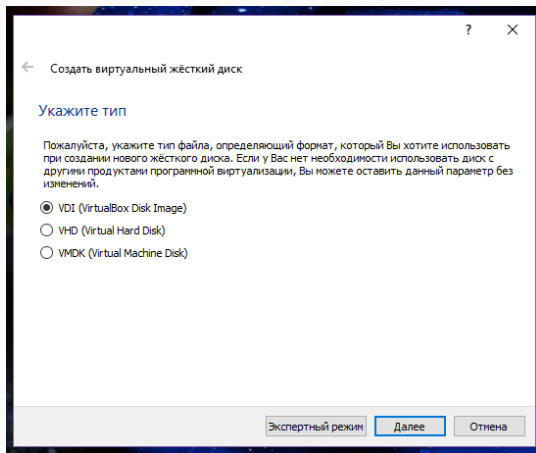 ?
Создать виртуальный жёсткий диск
Укажите тип
Пожалуйста, укажите тип файла, определяющий формат, который Вы хотите использовать
при создании нового жёсткого диска. Если у Вас нет необходимости использовать диск с
другими продуктами программной виртуализации, Вы можете оставить данный параметр без
изменений.
VDI (VirtualBox Disk Image)
VHD (Virtual Hard Disk)
VMDK (Virtual Machine Disk)
Экспертный режим Далее Отмена